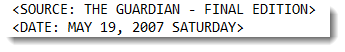 <SOURCE: THE GUARDIAN - FINAL EDITION>
<DATE: MAY 19, 2007 SATURDAY>